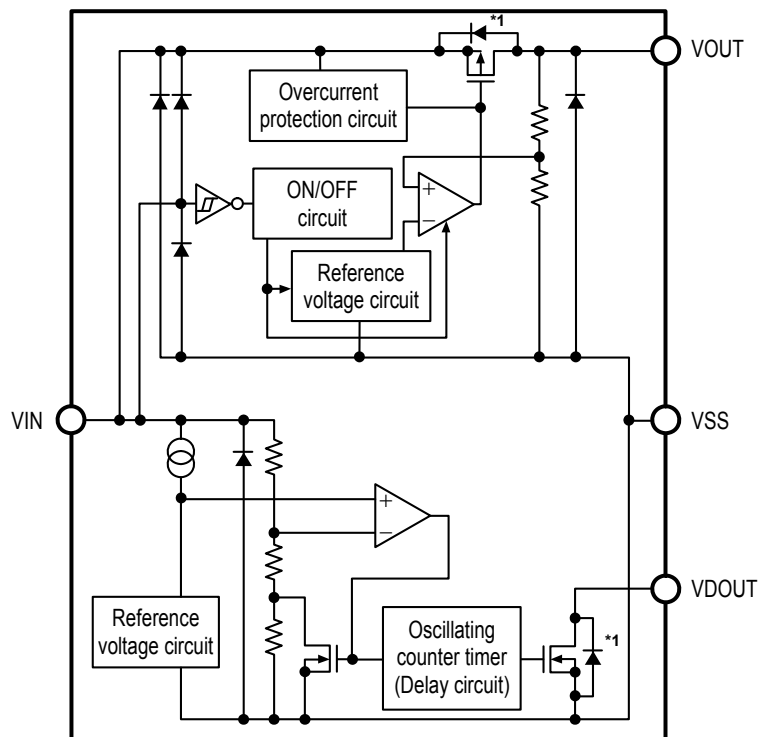 *1
VOUT
Overcurrent
protection circuit
ON/OFF
circuit
+
−
Reference
voltage circuit
VIN
VSS
+
−
VDOUT
Reference
voltage circuit
Oscillating
counter timer
(Delay circuit)
*1